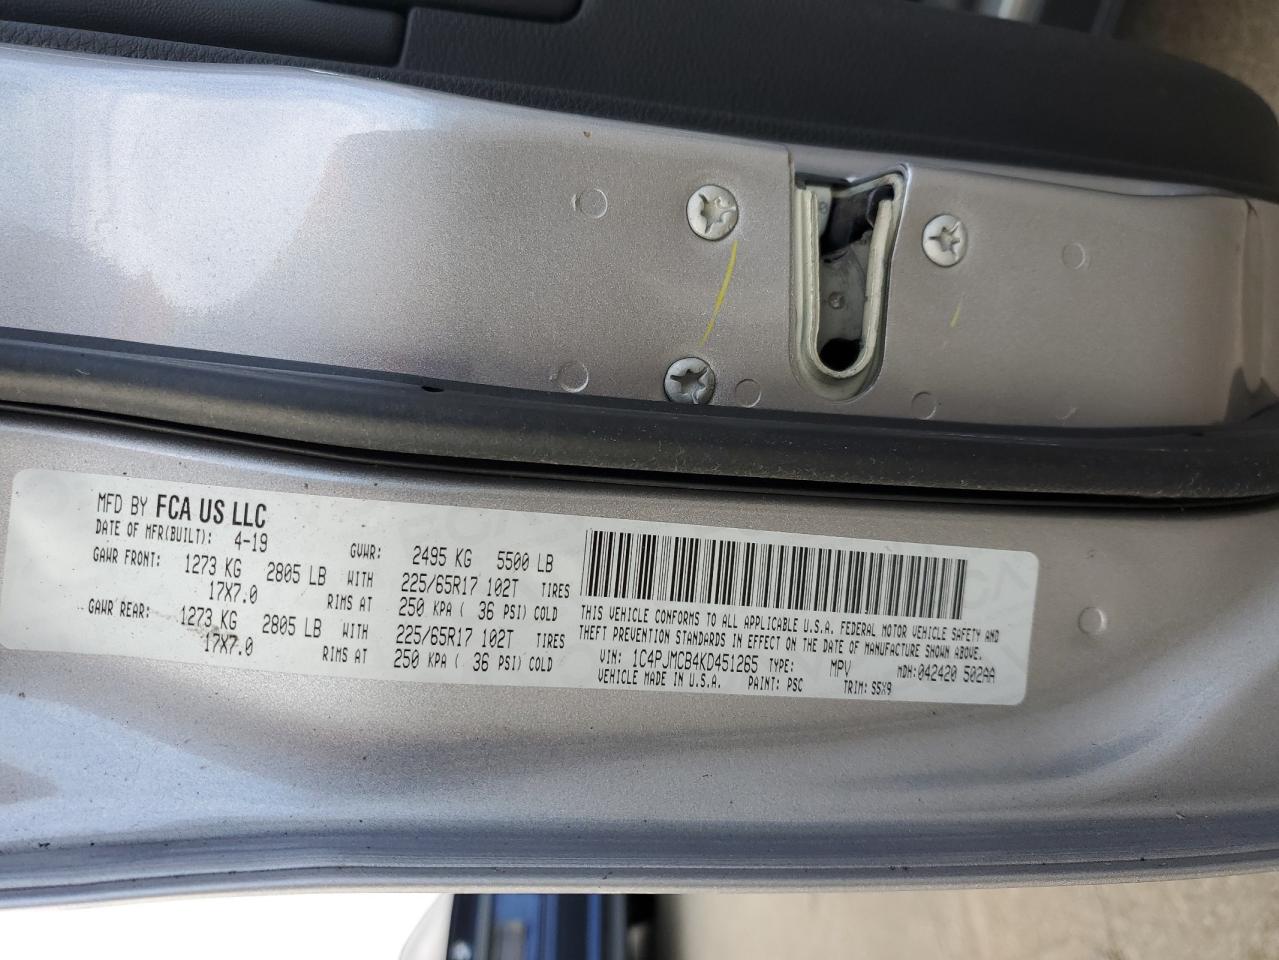 MFD BY FCA US LLC
DATE OF MFR(BUILT): 4-19 GVWR: 2495 KG 5500 LB
GAWR FRONT: 1273 KG 2805 LB WITH 225/65R17 102T TIRES
17X7.0 RIMS AT 250 KPA ( 36 PSI) COLD
GAWR REAR: 1273 KG 2805 LB WITH 225/65R17 102T TIRES
17X7.0 RIMS AT 250 KPA ( 36 PSI) COLD
THIS VEHICLE CONFORMS TO ALL APPLICABLE U.S.A. FEDERAL MOTOR VEHICLE SAFETY AND
THEFT PREVENTION STANDARDS IN EFFECT ON THE DATE OF MANUFACTURE SHOWN ABOVE.
VIN: 1C4PJMCB4KD451265 TYPE: MPV MDH:042420 502AA
VEHICLE MADE IN U.S.A. PAINT: PSC TRIM: S5X9